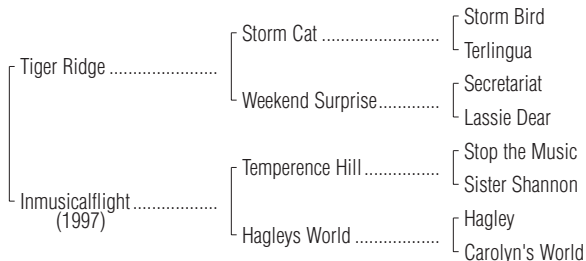 Storm Bird
Storm Cat ........................
Terlingua
Tiger Ridge ......................
Secretariat
Weekend Surprise.............
Lassie Dear
Stop the Music
Temperence Hill................
Sister Shannon
Inmusicalflight .................
(1997)
Hagley
Hagleys World .................
Carolyn's World